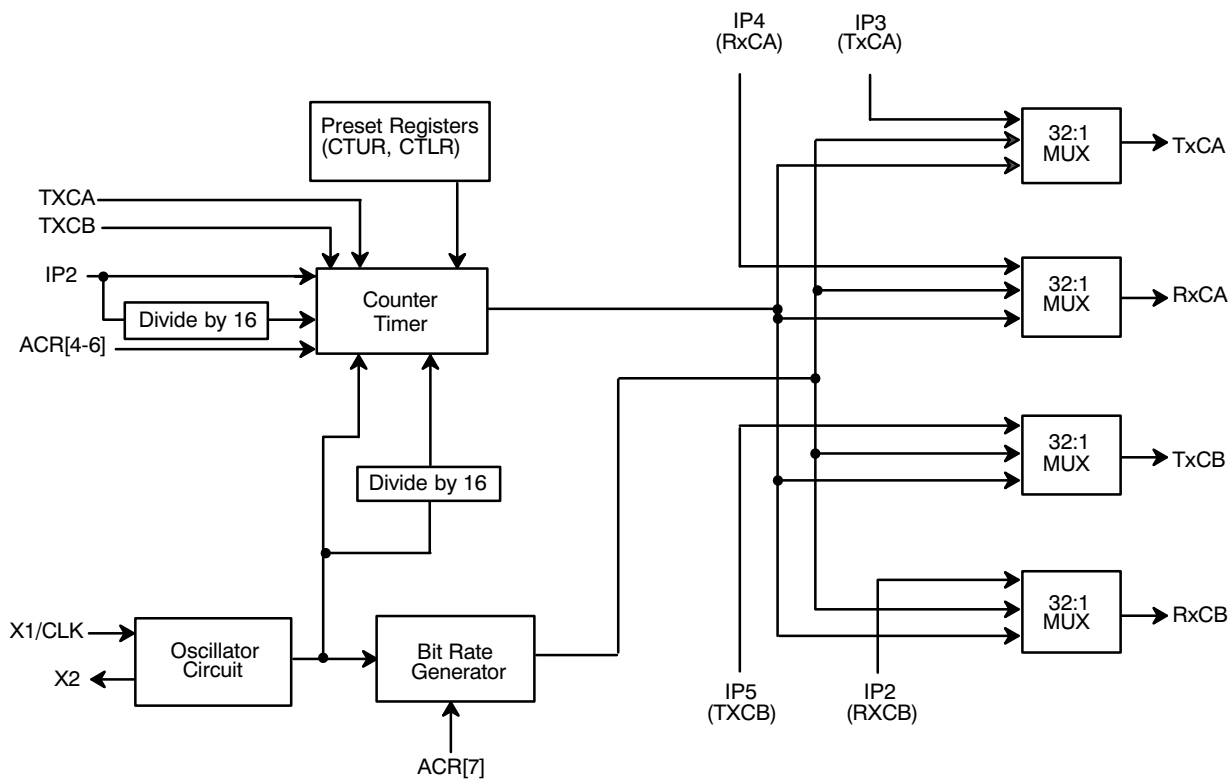 IP4
(RxCA)
IP3
(TxCA)
Preset Registers
(CTUR, CTLR)
32:1
MUX
TxCA
TXCA
TXCB
IP2
Divide by 16
ACR[4-6]
Counter
Timer
32:1
MUX
RxCA
Divide by 16
32:1
MUX
TxCB
X1/CLK
X2
Oscillator
Circuit
Bit Rate
Generator
32:1
MUX
RxCB
IP5
(TXCB)
IP2
(RXCB)
ACR[7]